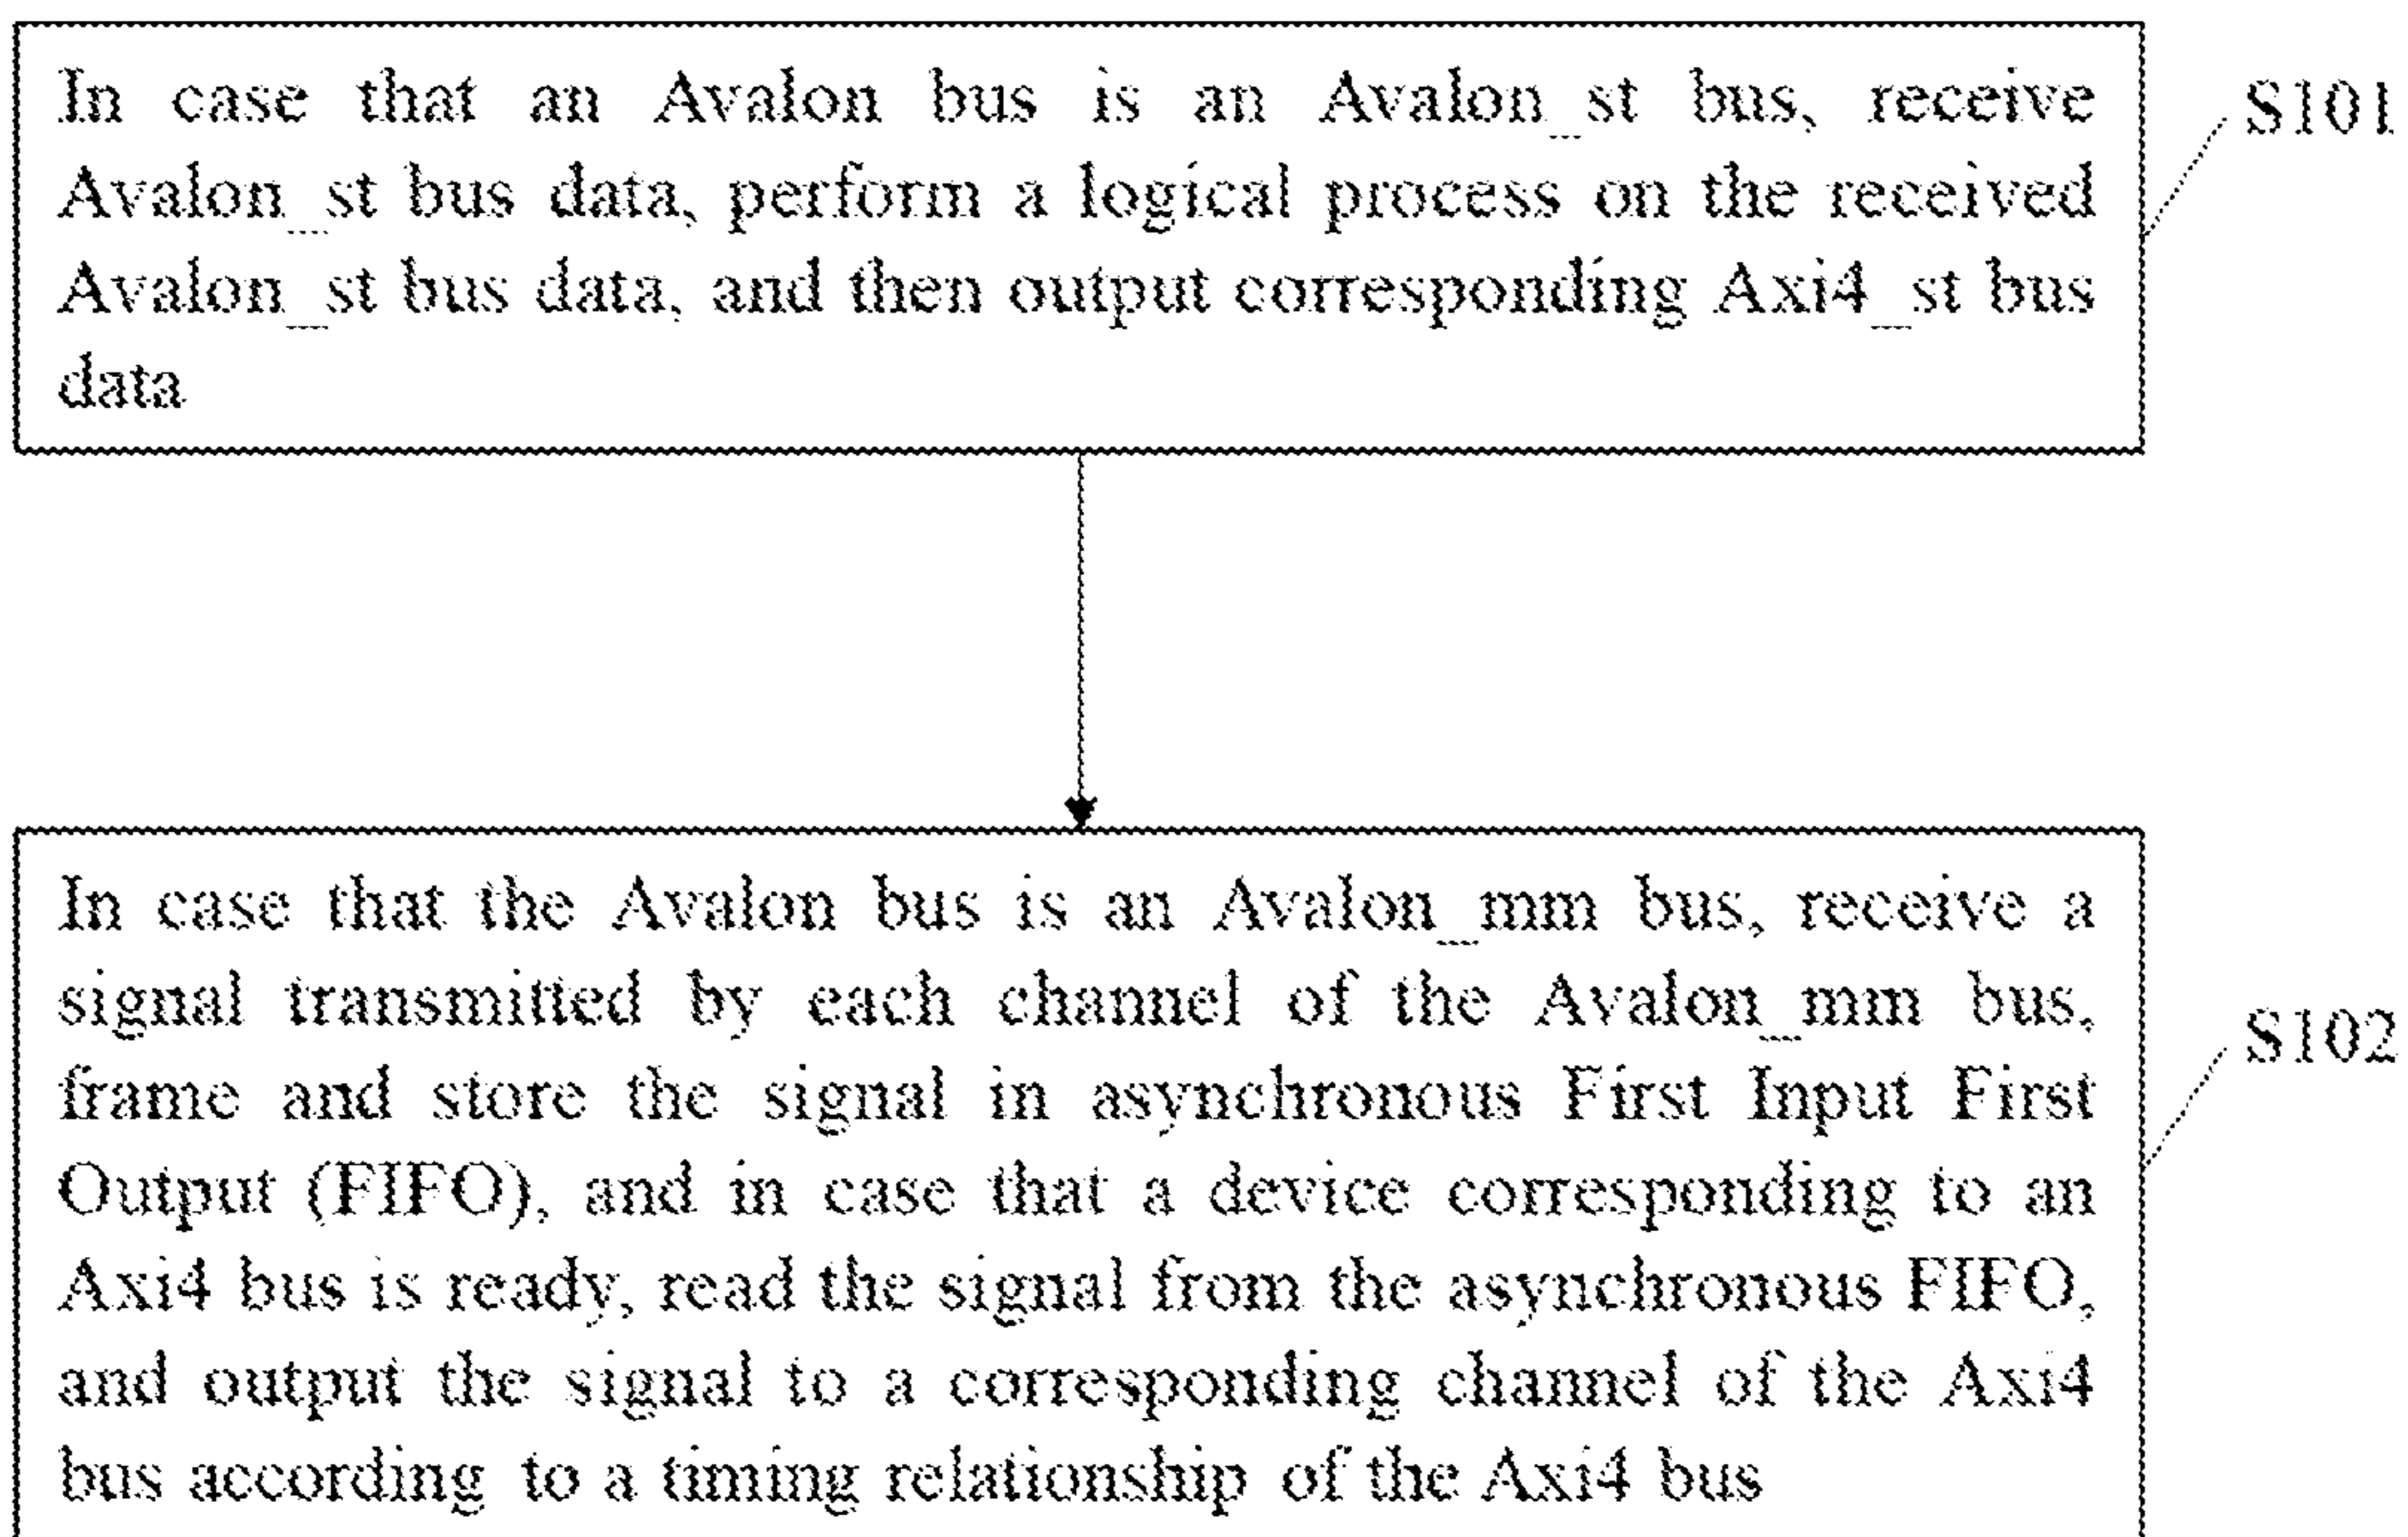 In case that an Avalon bus is an Avalon_st bus, receive
Avalon_st bus data, perform a logical process on the received
Avalon_st bus data, and then output corresponding Axi4_st bus
data
S101
In case that the Avalon bus is an Avalon_mm bus, receive a
signal transmitted by each channel of the Avalon_mm bus,
frame and store the signal in asynchronous First Input First
Output (FIFO), and in case that a device corresponding to an
Axi4 bus is ready, read the signal from the asynchronous FIFO,
and output the signal to a corresponding channel of the Axi4
bus according to a timing relationship of the Axi4 bus
S102